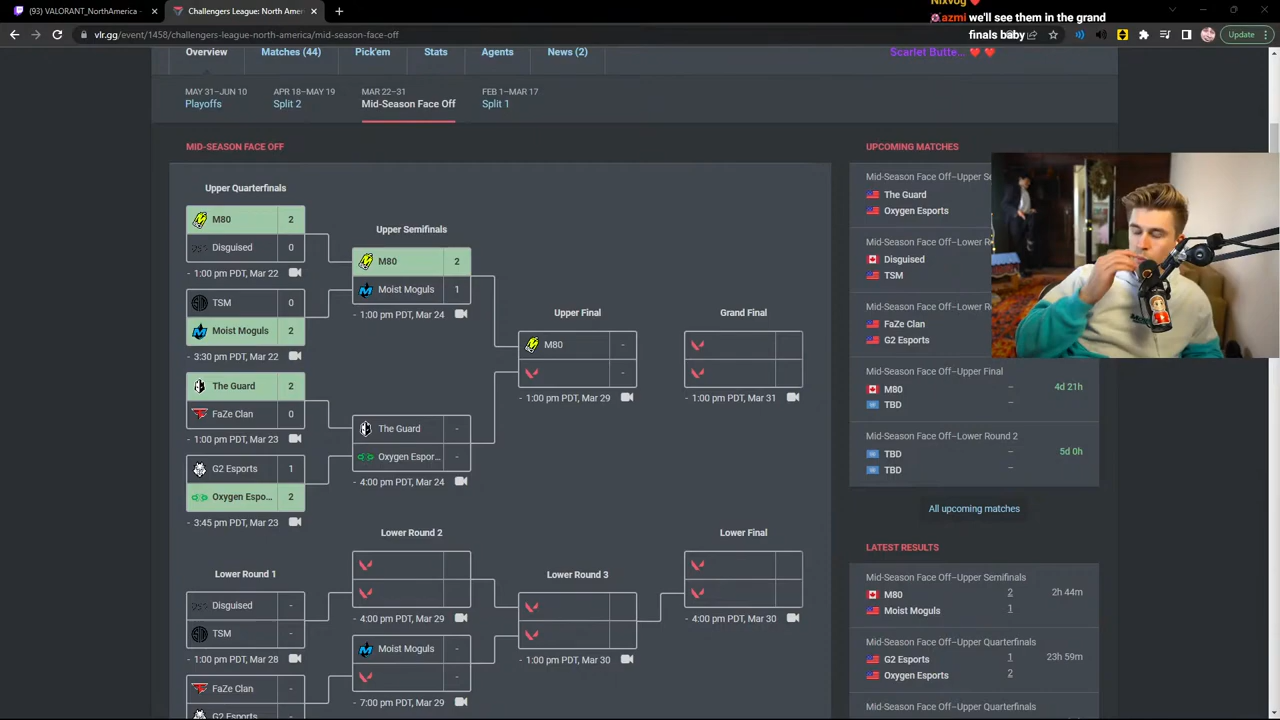 (93) VALORANT_NorthAmerica -
Challengers League: North Ame
Nixvog
azmi we'll see them in the grand
finals baby
vlr.gg/event/1458/challengers-league-north-america/mid-season-face-off
Update
Overview
Matches (44)
Pick'em
Stats
Agents
News (2)
Scarlet Butte...
MAY 31–JUN 10
Playoffs
APR 18–MAY 19
Split 2
MAR 22–31
Mid-Season Face Off
FEB 1–MAR 17
Split 1
MID-SEASON FACE OFF
Upper Quarterfinals
M80 2
Disguised 0
- 1:00 pm PDT, Mar 22
TSM 0
Moist Moguls 2
- 3:30 pm PDT, Mar 22
The Guard 2
FaZe Clan 0
- 1:00 pm PDT, Mar 23
G2 Esports 1
Oxygen Espo... 2
- 3:45 pm PDT, Mar 23
Upper Semifinals
M80 2
Moist Moguls 1
- 1:00 pm PDT, Mar 24
The Guard -
Oxygen Espor... -
- 4:00 pm PDT, Mar 24
Upper Final
M80 -
-
- 1:00 pm PDT, Mar 29
Grand Final
- 1:00 pm PDT, Mar 31
Lower Round 1
Disguised -
TSM -
- 1:00 pm PDT, Mar 28
FaZe Clan -
G2 Esports -
Lower Round 2
- 4:00 pm PDT, Mar 29
Moist Moguls -
-
- 7:00 pm PDT, Mar 29
Lower Round 3
- 1:00 pm PDT, Mar 30
Lower Final
- 4:00 pm PDT, Mar 30
UPCOMING MATCHES
Mid-Season Face Off–Upper Se
The Guard
Oxygen Esports
Mid-Season Face Off–Lower R
Disguised
TSM
Mid-Season Face Off–Lower Ro
FaZe Clan
G2 Esports
Mid-Season Face Off–Upper Final
M80 – 4d 21h
TBD –
Mid-Season Face Off–Lower Round 2
TBD – 5d 0h
TBD –
All upcoming matches
LATEST RESULTS
Mid-Season Face Off–Upper Semifinals
M80 2 2h 44m
Moist Moguls 1
Mid-Season Face Off–Upper Quarterfinals
G2 Esports 1 23h 59m
Oxygen Esports 2
Mid-Season Face Off–Upper Quarterfinals